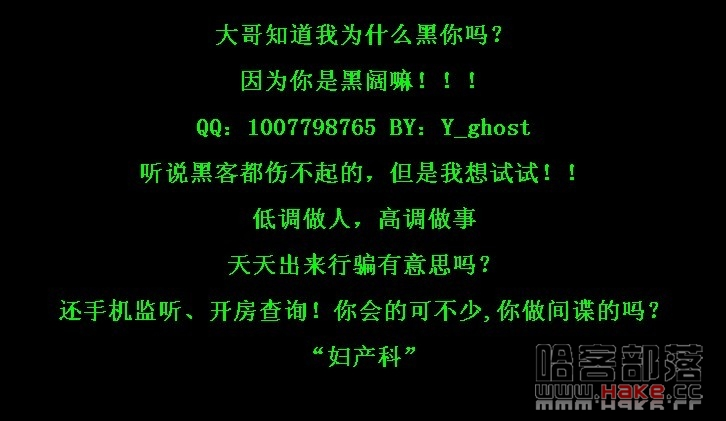 大哥知道我为什么黑你吗？
因为你是黑阔嘛！！！
QQ：1007798765 BY：Y_ghost
听说黑客都伤不起的，但是我想试试！！
低调做人，高调做事
天天出来行骗有意思吗？
还手机监听、开房查询！你会的可不少,你做间谍的吗？
“妇产科”
哈客部落
www.Hake.cc